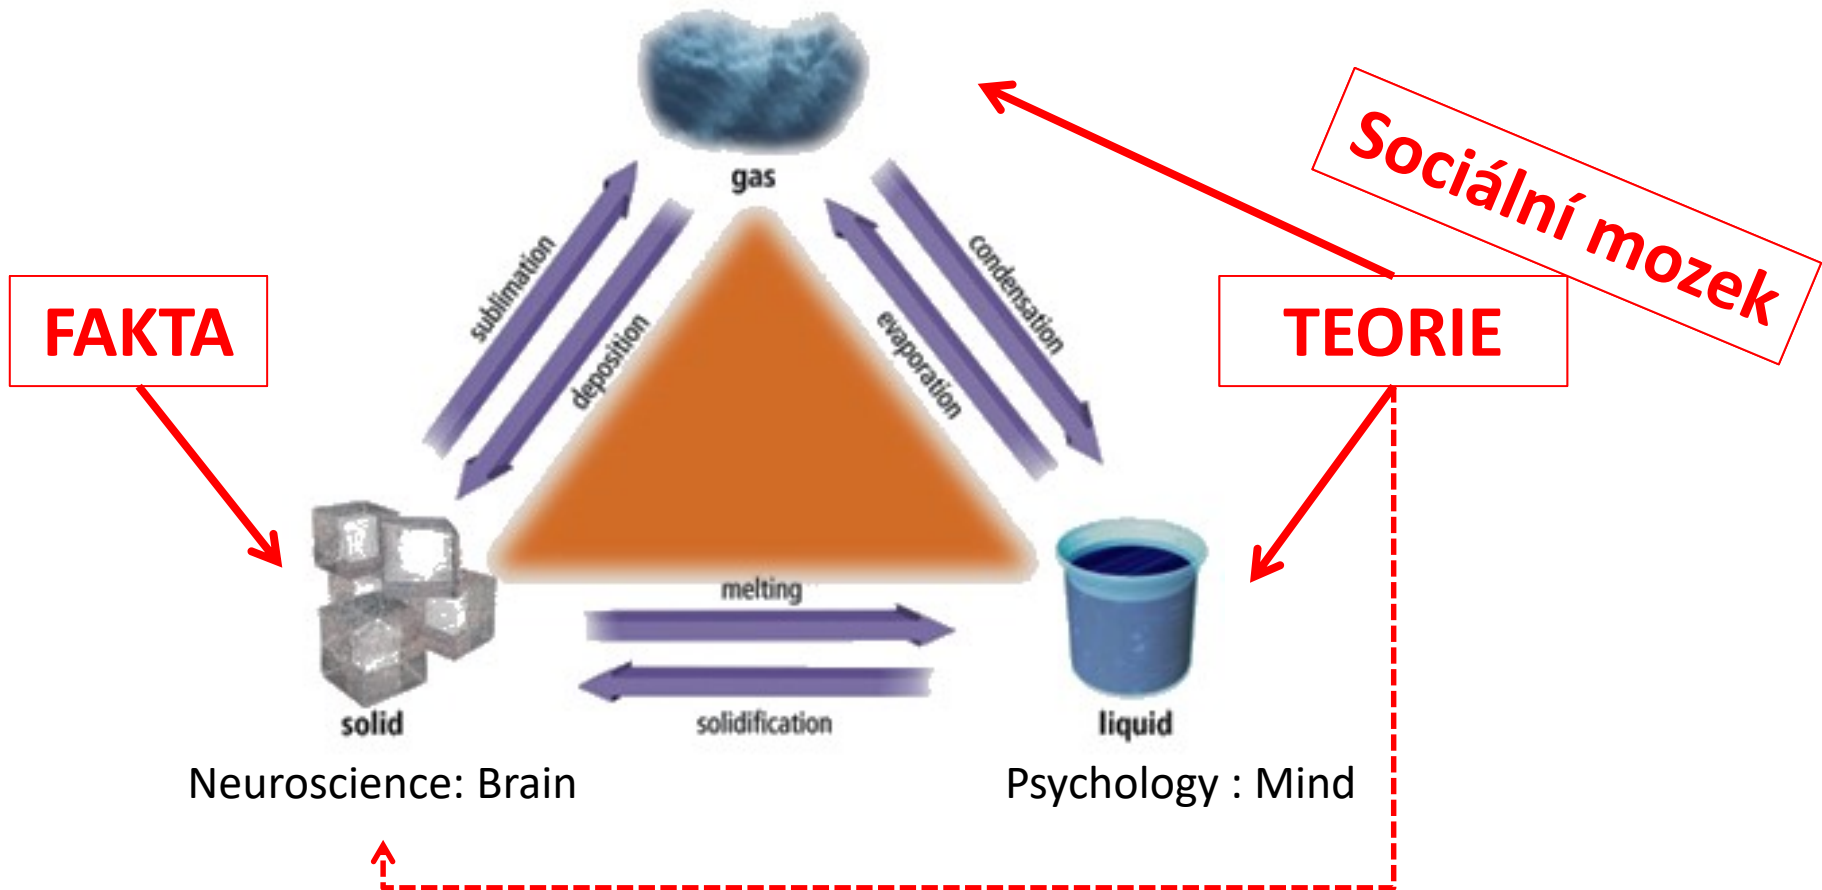 gas
Sociální mozek
sublimation
deposition
condensation
evaporation
FAKTA
TEORIE
melting
solidification
solid
liquid
Neuroscience: Brain
Psychology : Mind